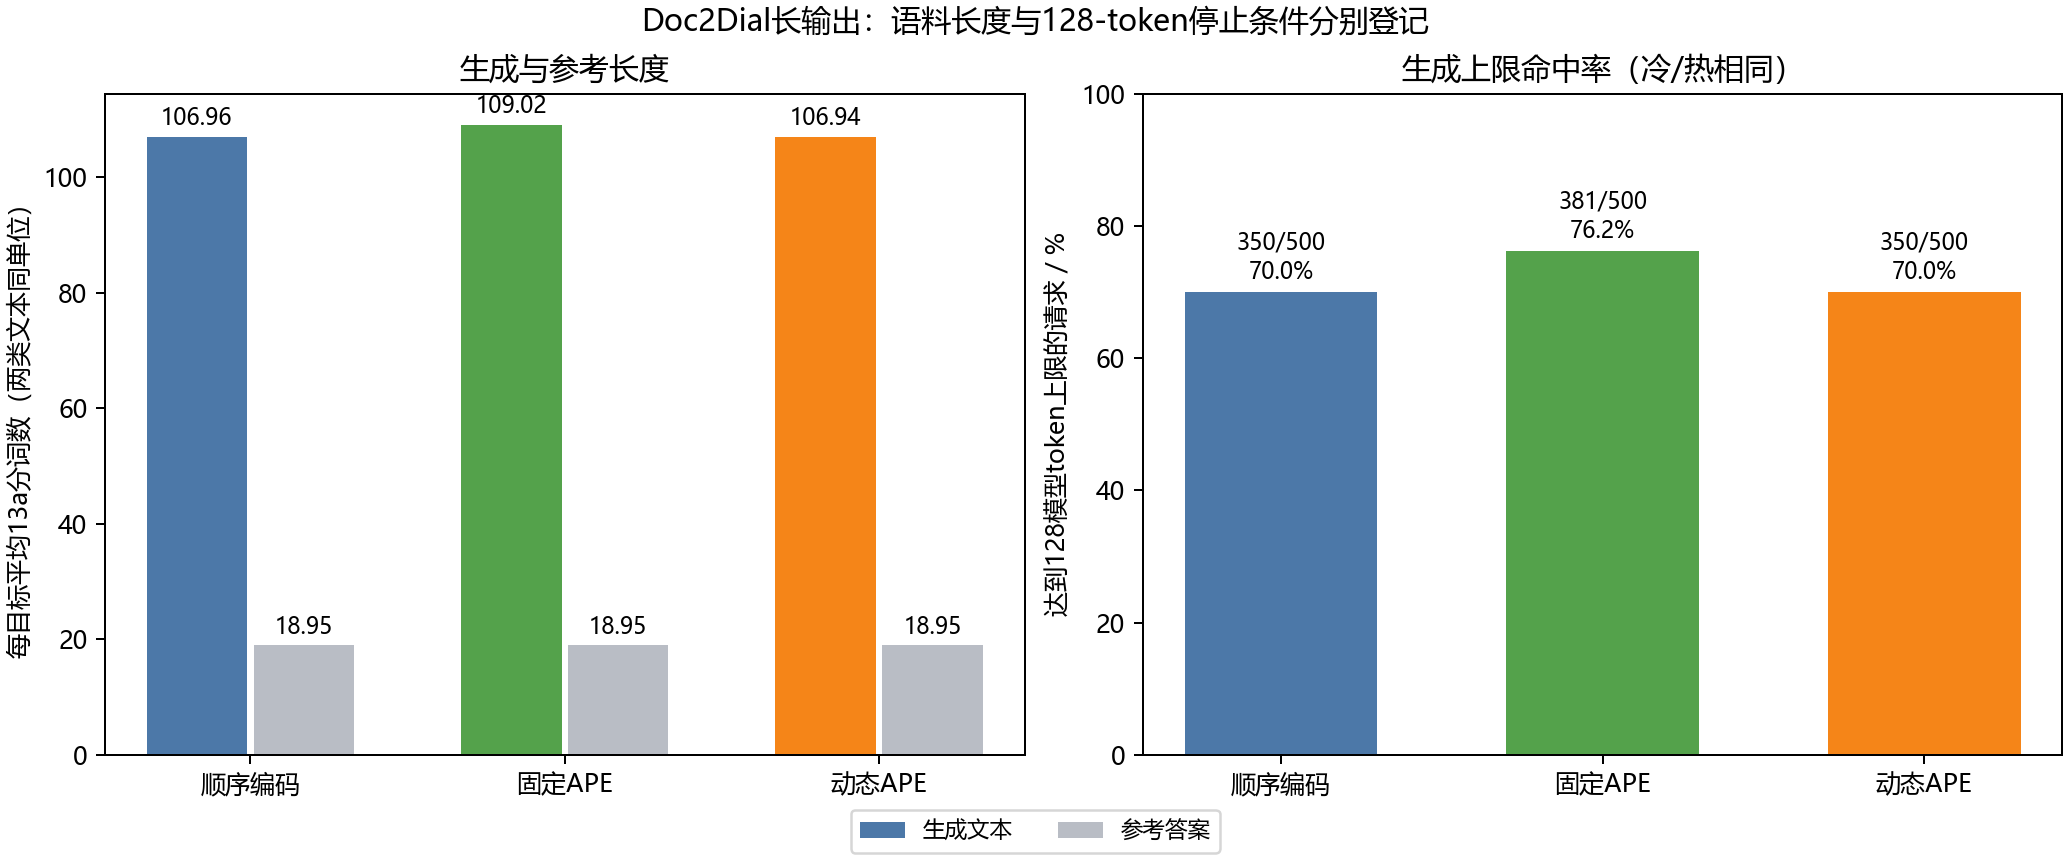 Doc2Dial长输出：语料长度与128-token停止条件分别登记
生成与参考长度
每目标平均13a分词数（两类文本同单位）
100
80
60
40
20
0
106.96
109.02
106.94
18.95
18.95
18.95
顺序编码
固定APE
动态APE
生成上限命中率（冷/热相同）
达到128模型token上限的请求 / %
100
80
60
40
20
0
350/500
70.0%
381/500
76.2%
350/500
70.0%
顺序编码
固定APE
动态APE
生成文本
参考答案